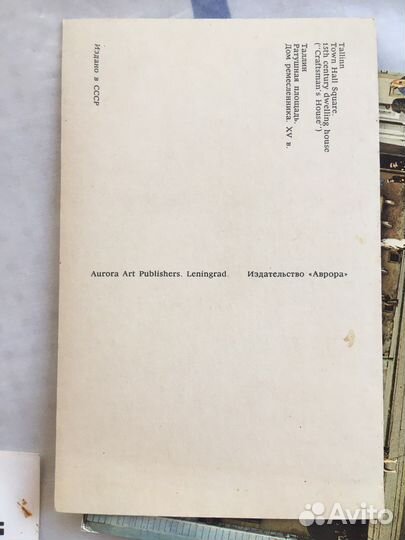 Tallinn
Town Hall Square.
15th century dwelling house
("Craftsman's House")
Таллин
Ратушная площадь.
Дом ремесленника. XV в.
Издано в СССР
Aurora Art Publishers. Leningrad. Издательство «Аврора»
Avito